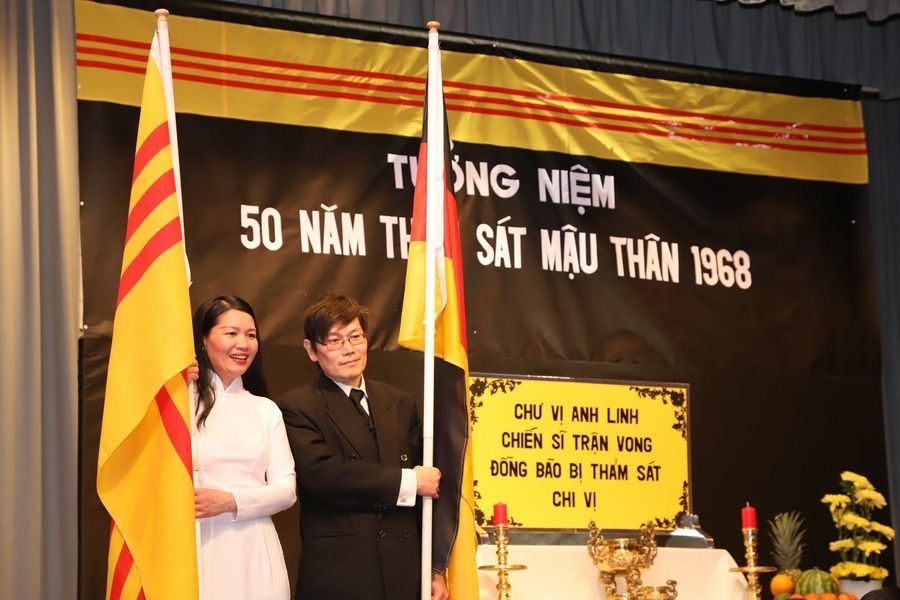 TƯỞNG NIỆM
50 NĂM SÁT MẬU THÂN 1968
CHƯ VỊ ANH LINH
CHIẾN SĨ TRẬN VONG
ĐỒNG BÀO BỊ THẢM SÁT
CHI VỊ